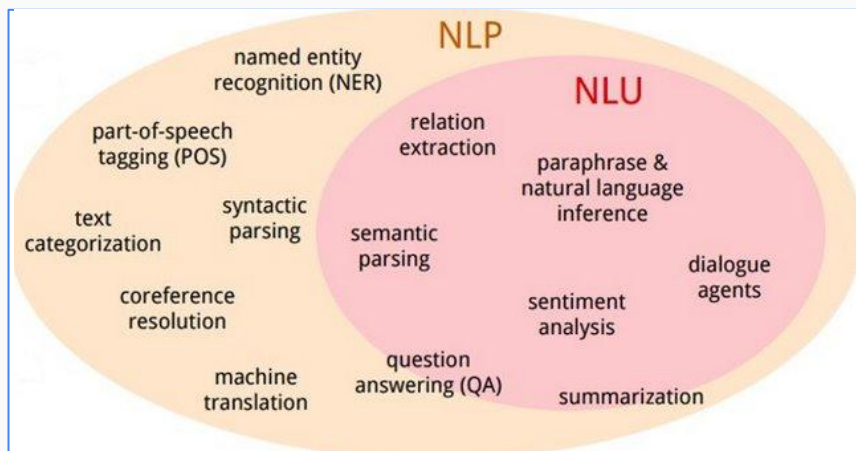 NLP
named entity
recognition (NER)
NLU
relation
extraction
part-of-speech
tagging (POS)
paraphrase &
natural language
inference
text
categorization
syntactic
parsing
semantic
parsing
dialogue
agents
coreference
resolution
sentiment
analysis
question
answering (QA)
machine
translation
summarization